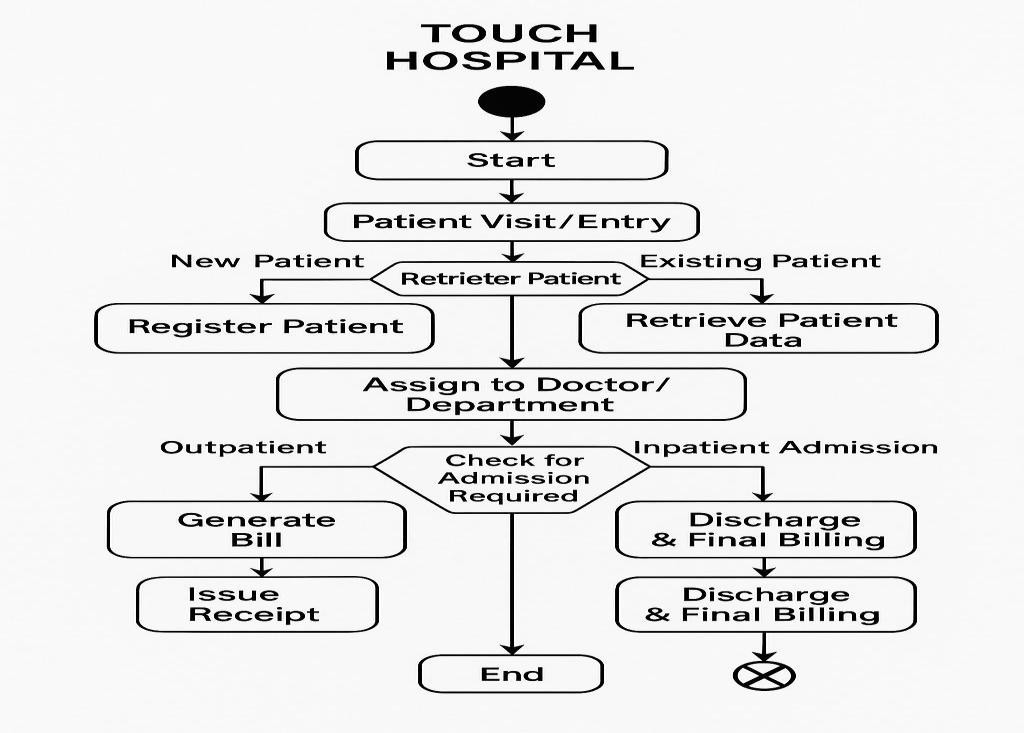 TOUCH
HOSPITAL
Start
Patient Visit/Entry
New Patient
Retrieter Patient
Existing Patient
Register Patient
Retrieve Patient
Data
Assign to Doctor/
Department
Outpatient
Check for
Admission
Required
Inpatient Admission
Generate
Bill
Discharge
& Final Billing
Issue
Receipt
Discharge
& Final Billing
End